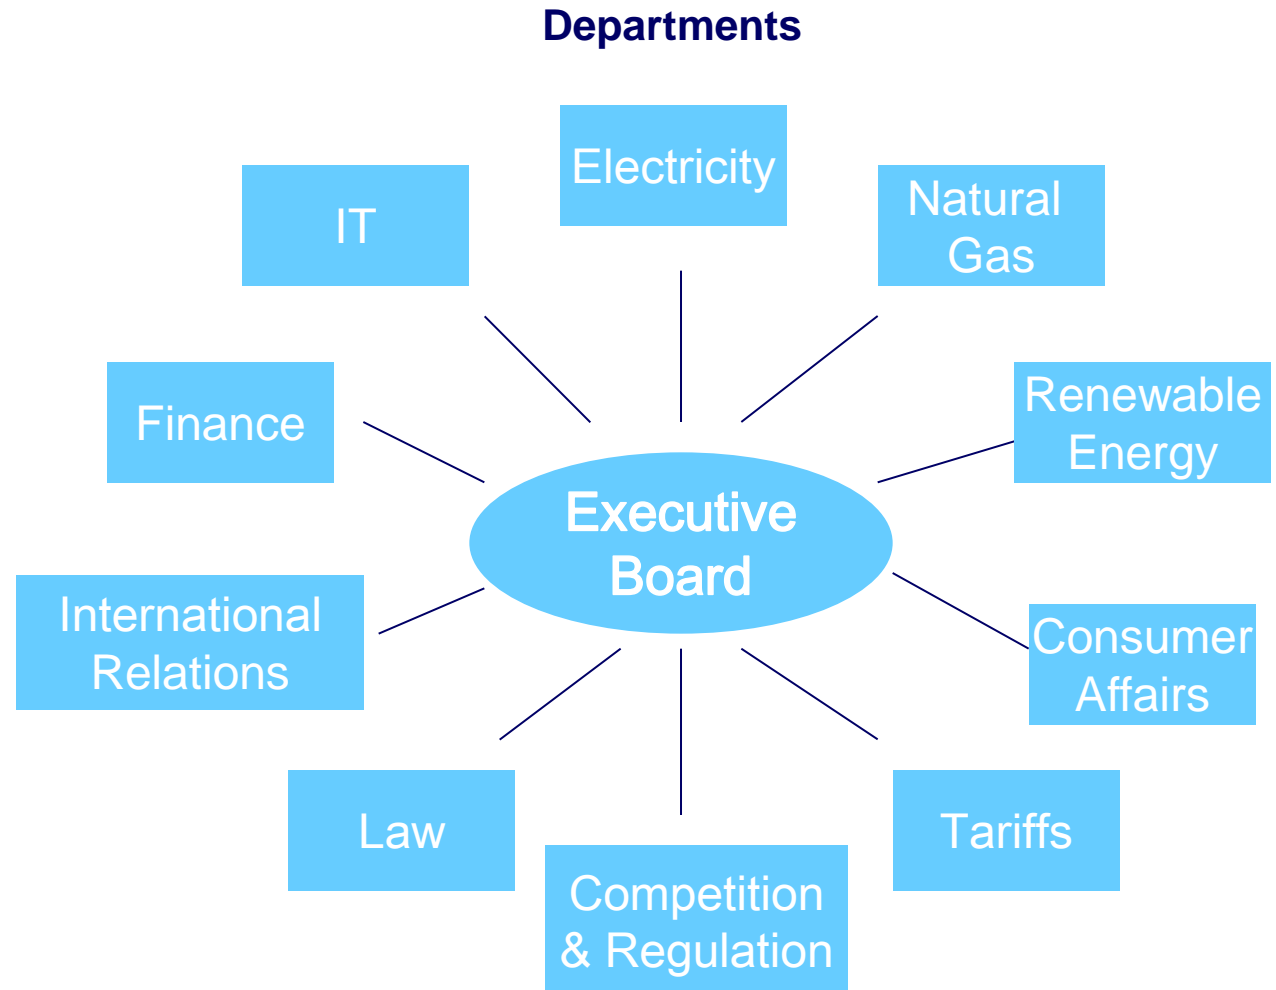 Departments
Electricity
IT
Natural
Gas
Finance
Renewable
Energy
Executive
Board
International
Relations
Consumer
Affairs
Law
Tariffs
Competition
& Regulation